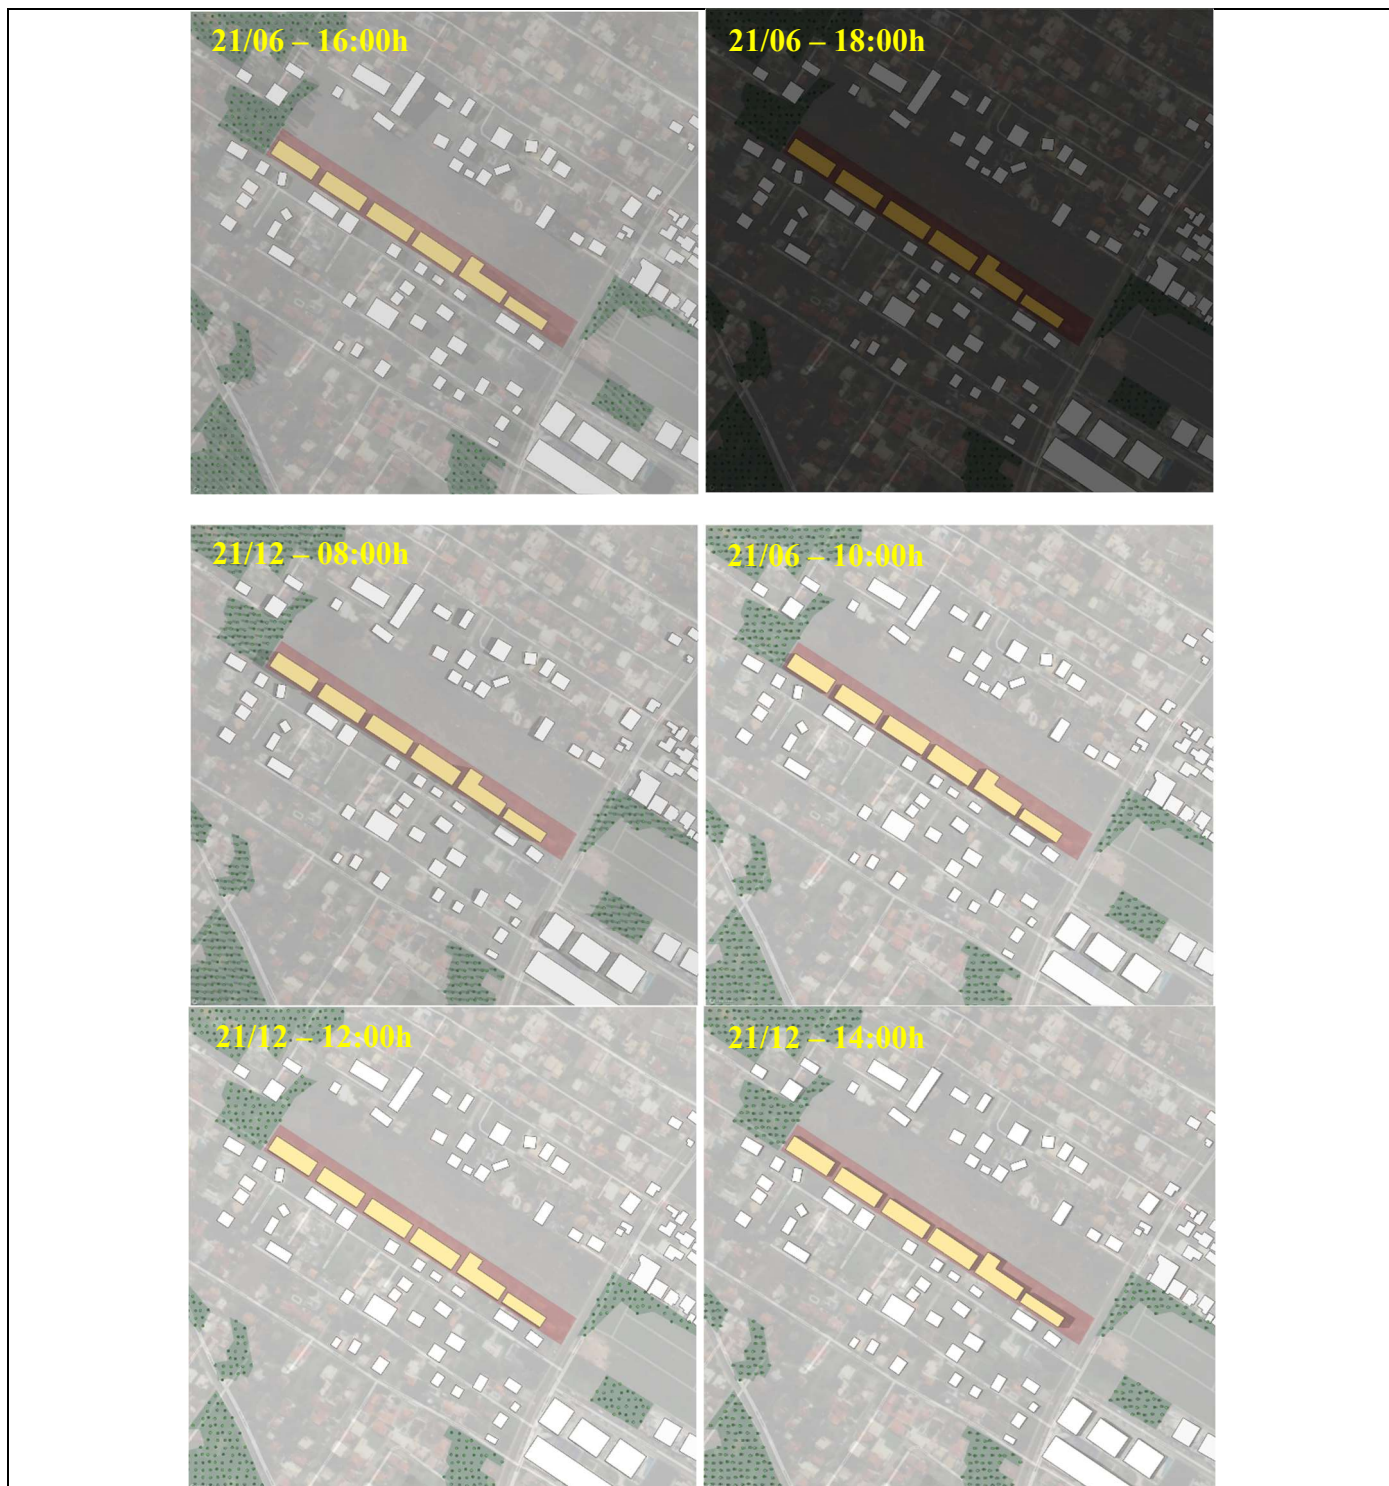 21/06 – 16:00h
21/06 – 18:00h
21/12 – 08:00h
21/06 – 10:00h
21/12 – 12:00h
21/12 – 14:00h